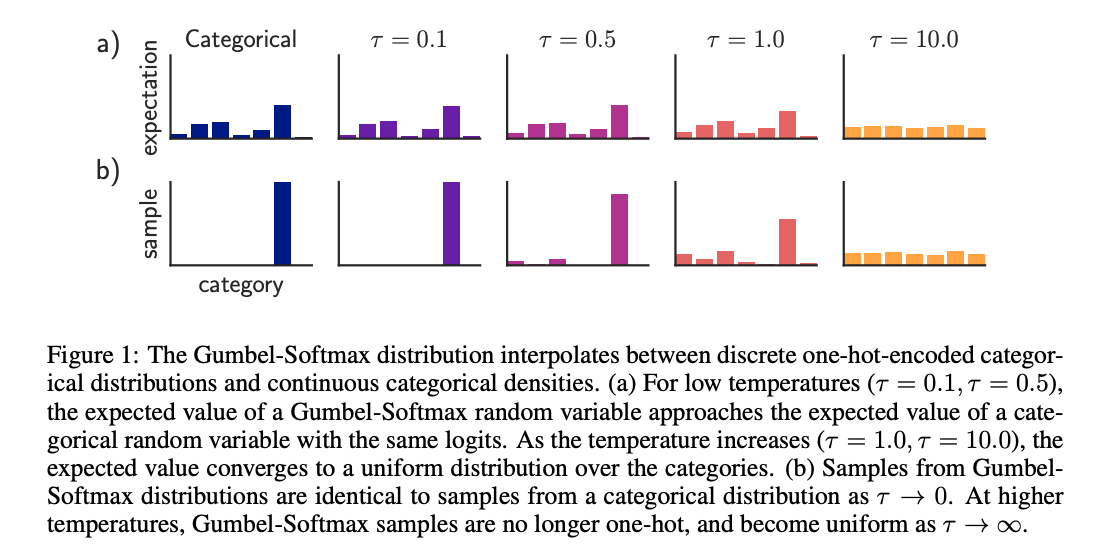 a)
Categorical
τ = 0.1
τ = 0.5
τ = 1.0
τ = 10.0
expectation
b)
sample
category
Figure 1: The Gumbel-Softmax distribution interpolates between discrete one-hot-encoded categor-
ical distributions and continuous categorical densities. (a) For low temperatures (τ = 0.1, τ = 0.5),
the expected value of a Gumbel-Softmax random variable approaches the expected value of a cate-
gorical random variable with the same logits. As the temperature increases (τ = 1.0, τ = 10.0), the
expected value converges to a uniform distribution over the categories. (b) Samples from Gumbel-
Softmax distributions are identical to samples from a categorical distribution as τ → 0. At higher
temperatures, Gumbel-Softmax samples are no longer one-hot, and become uniform as τ → ∞.